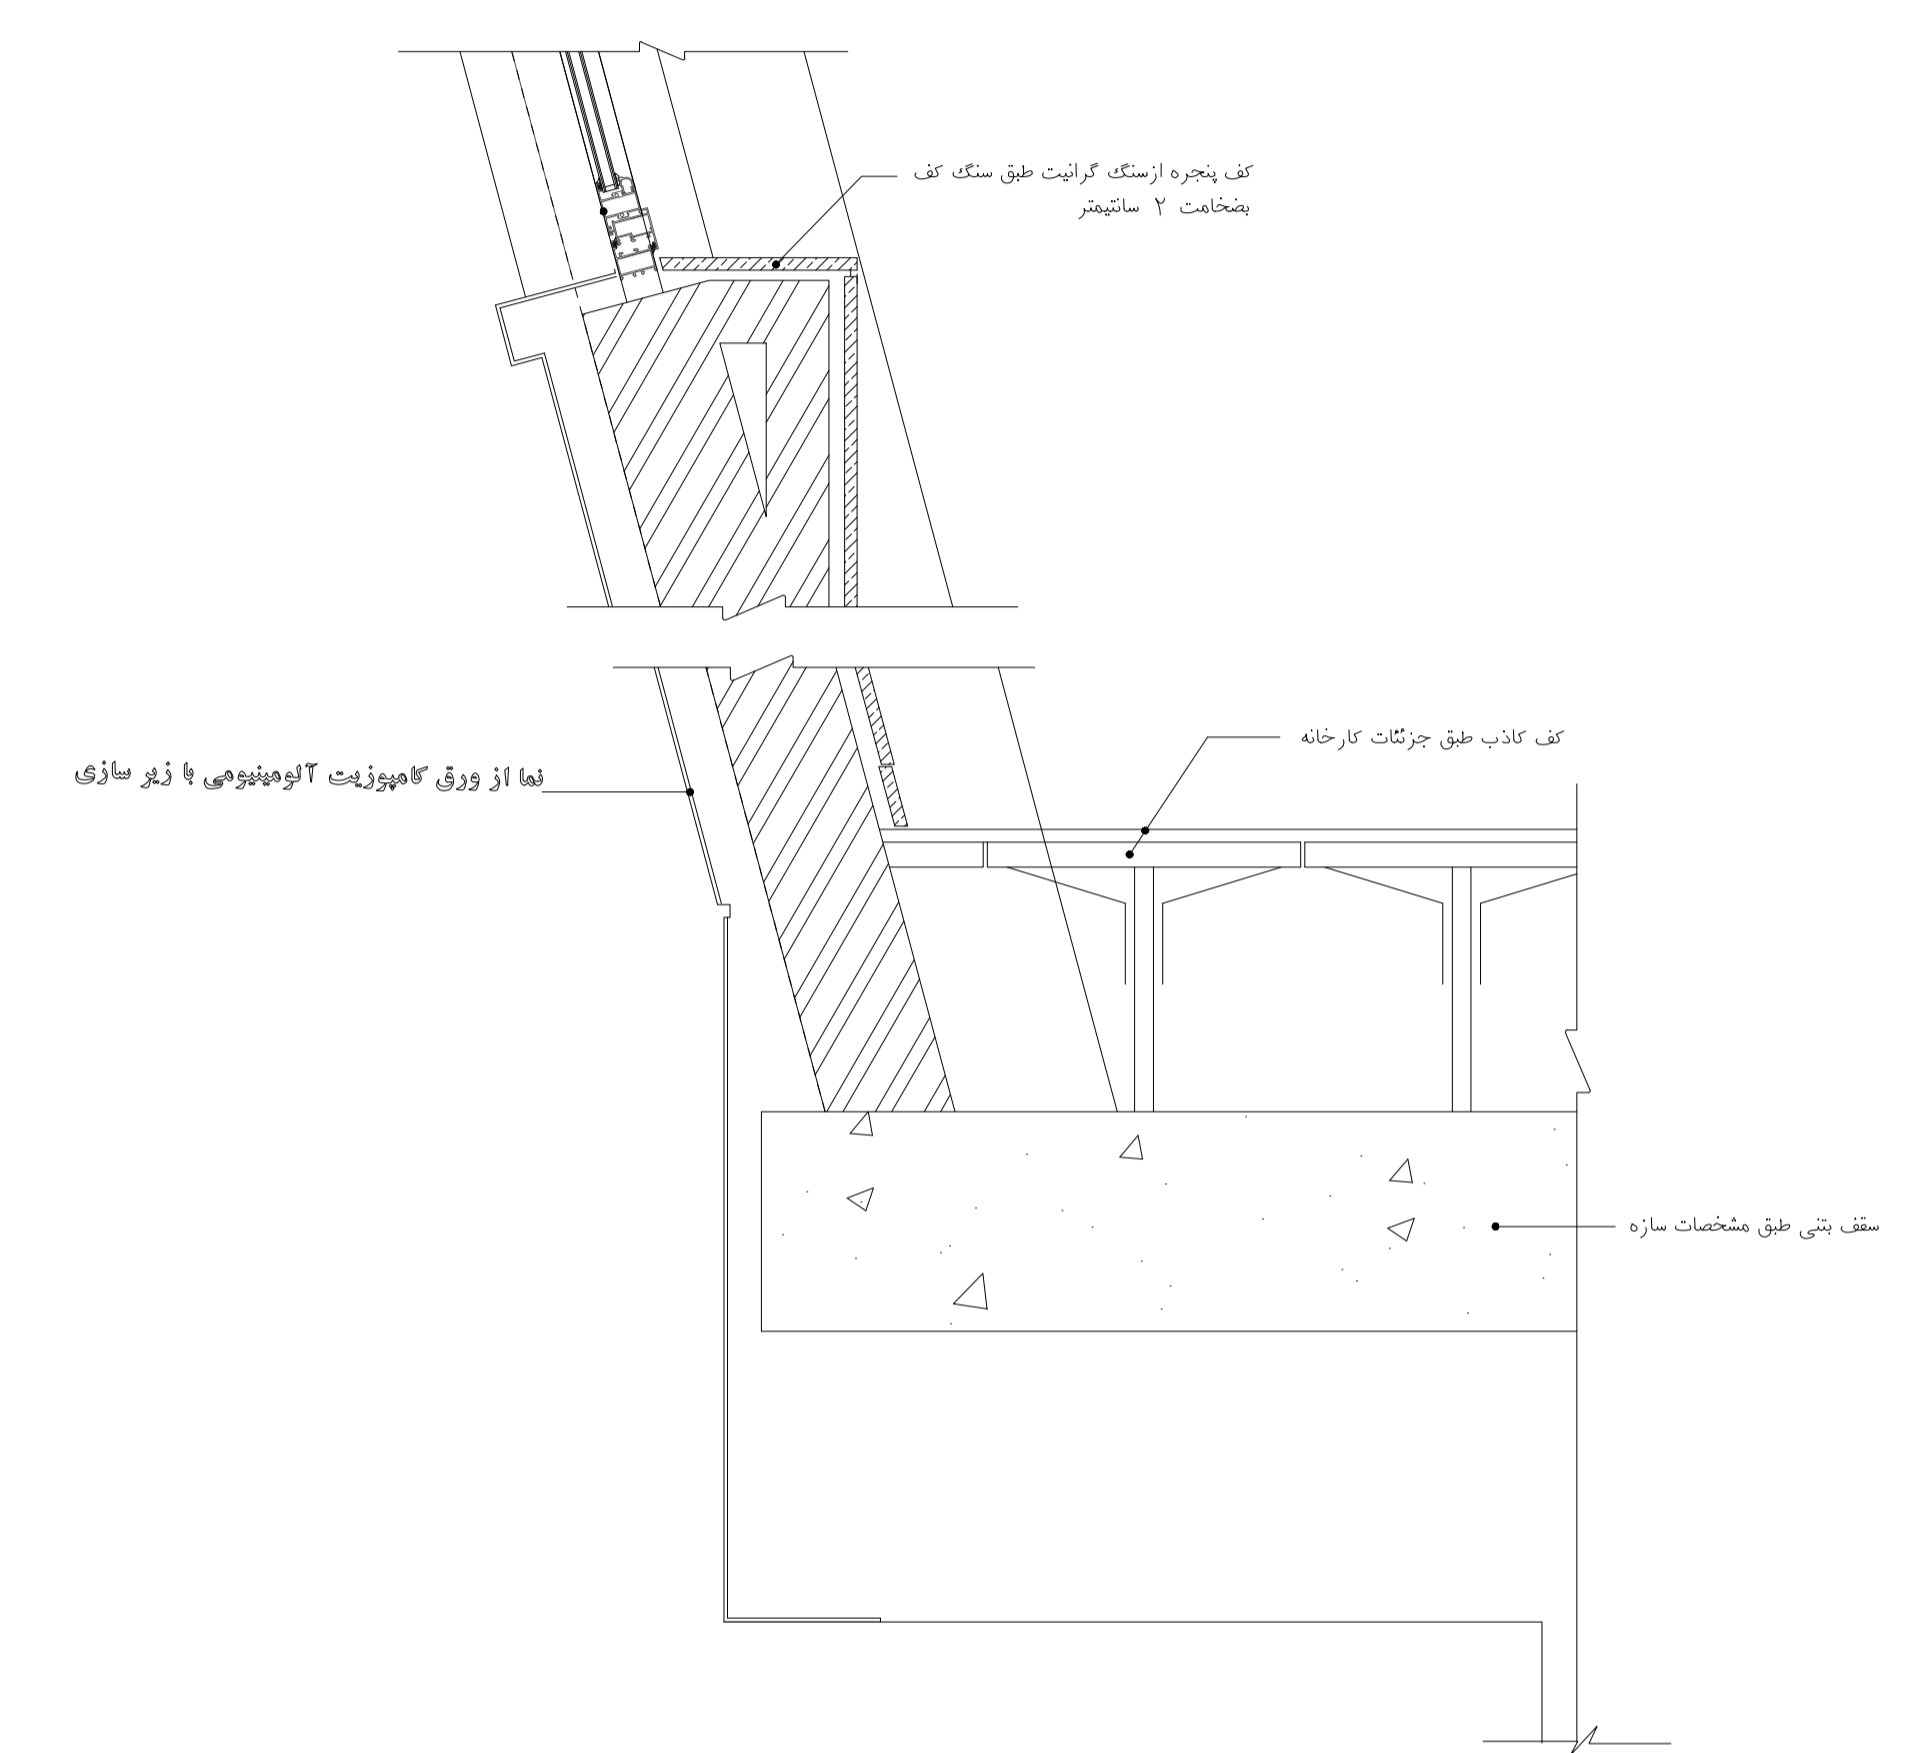 کف پنجره ازسنگ گرانیت طبق سنگ کف
بضخامت ۲ سانتیمتر
کف کاذب طبق جزئئات کارخانه
نما از ورق کامپوزیت آلومینیومی با زیر سازی
سقف بتنی طبق مشخصات سازه